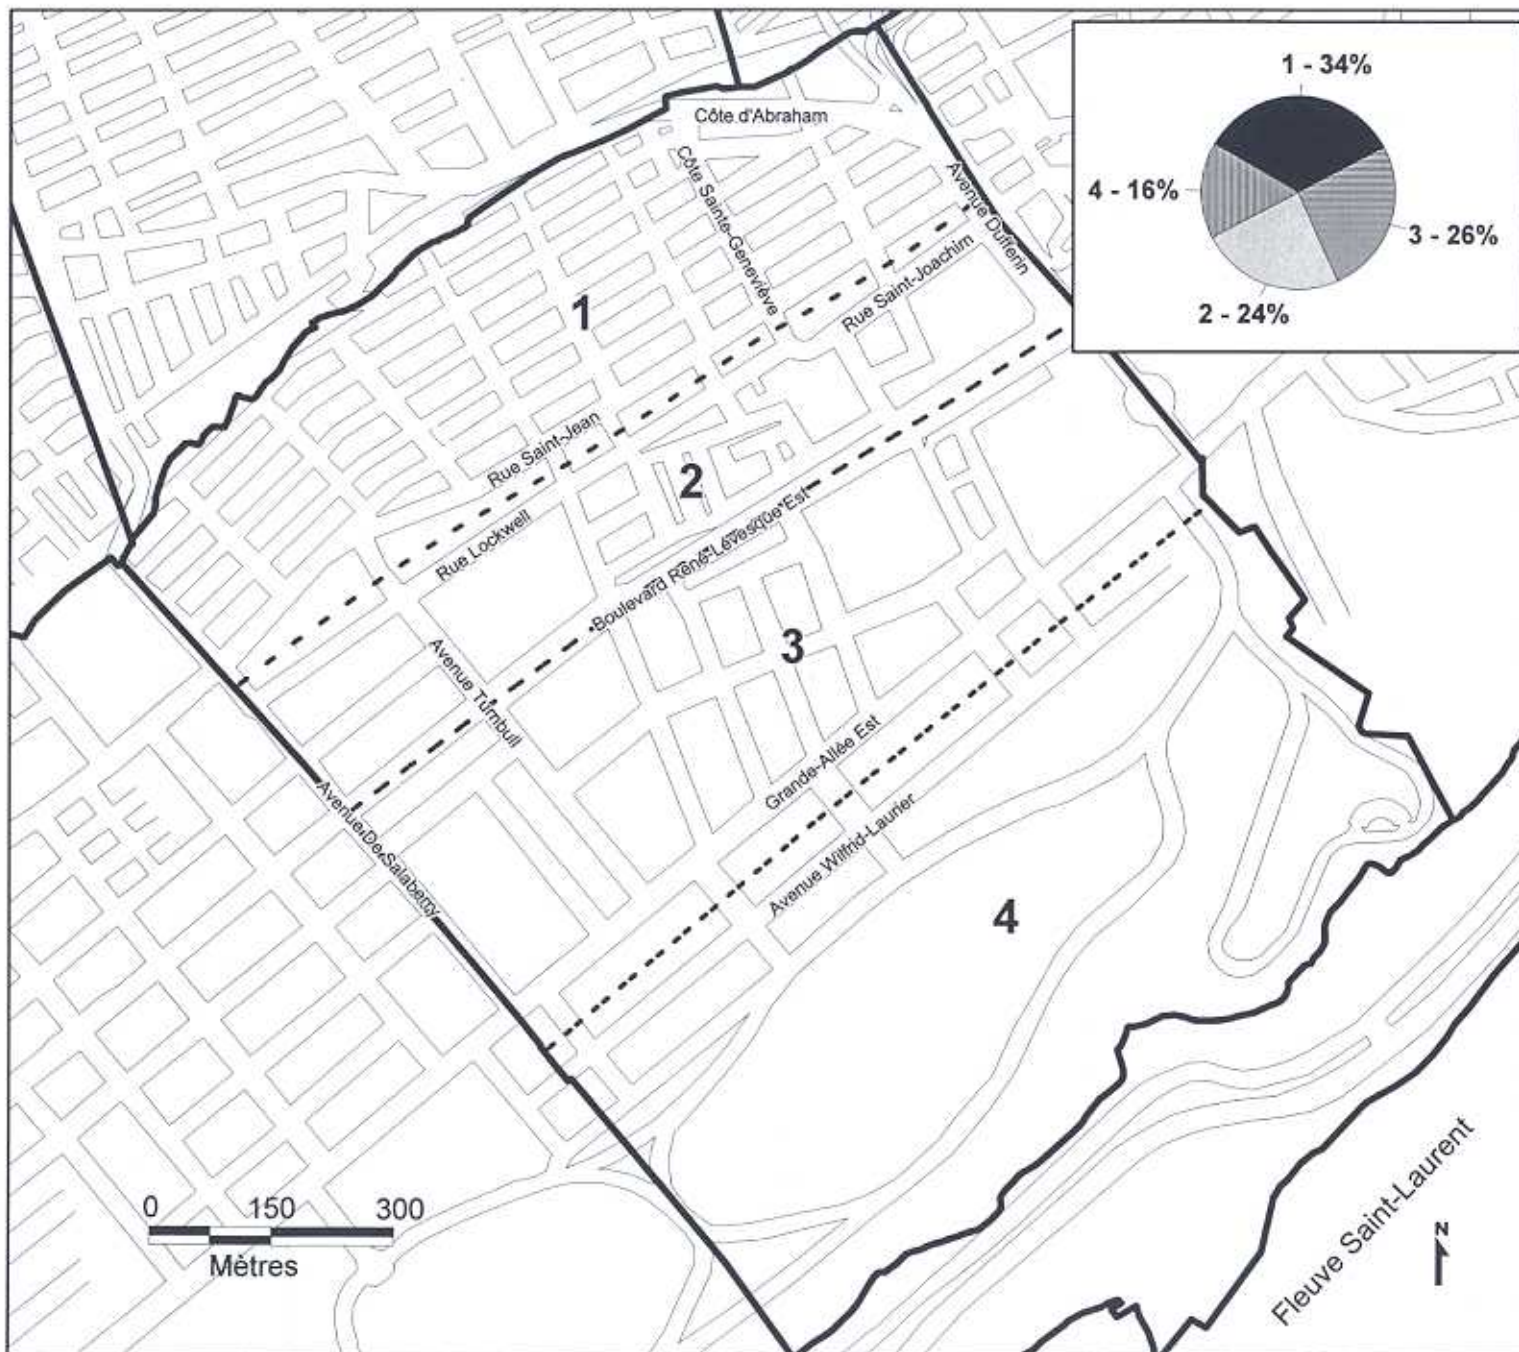 1 - 34%
4 - 16%
3 - 26%
2 - 24%
Côte d'Abraham
Côte Sainte-Geneviève
Avenue Dufferin
Rue Saint-Joachim
1
Rue Saint-Jean
2
Rue Lockwell
Boulevard René-Lévesque Est
3
Avenue Turnbull
Grande-Allée Est
Avenue De Salaberry
Avenue Wilfrid-Laurier
4
0 150 300
Mètres
Fleuve Saint-Laurent
N